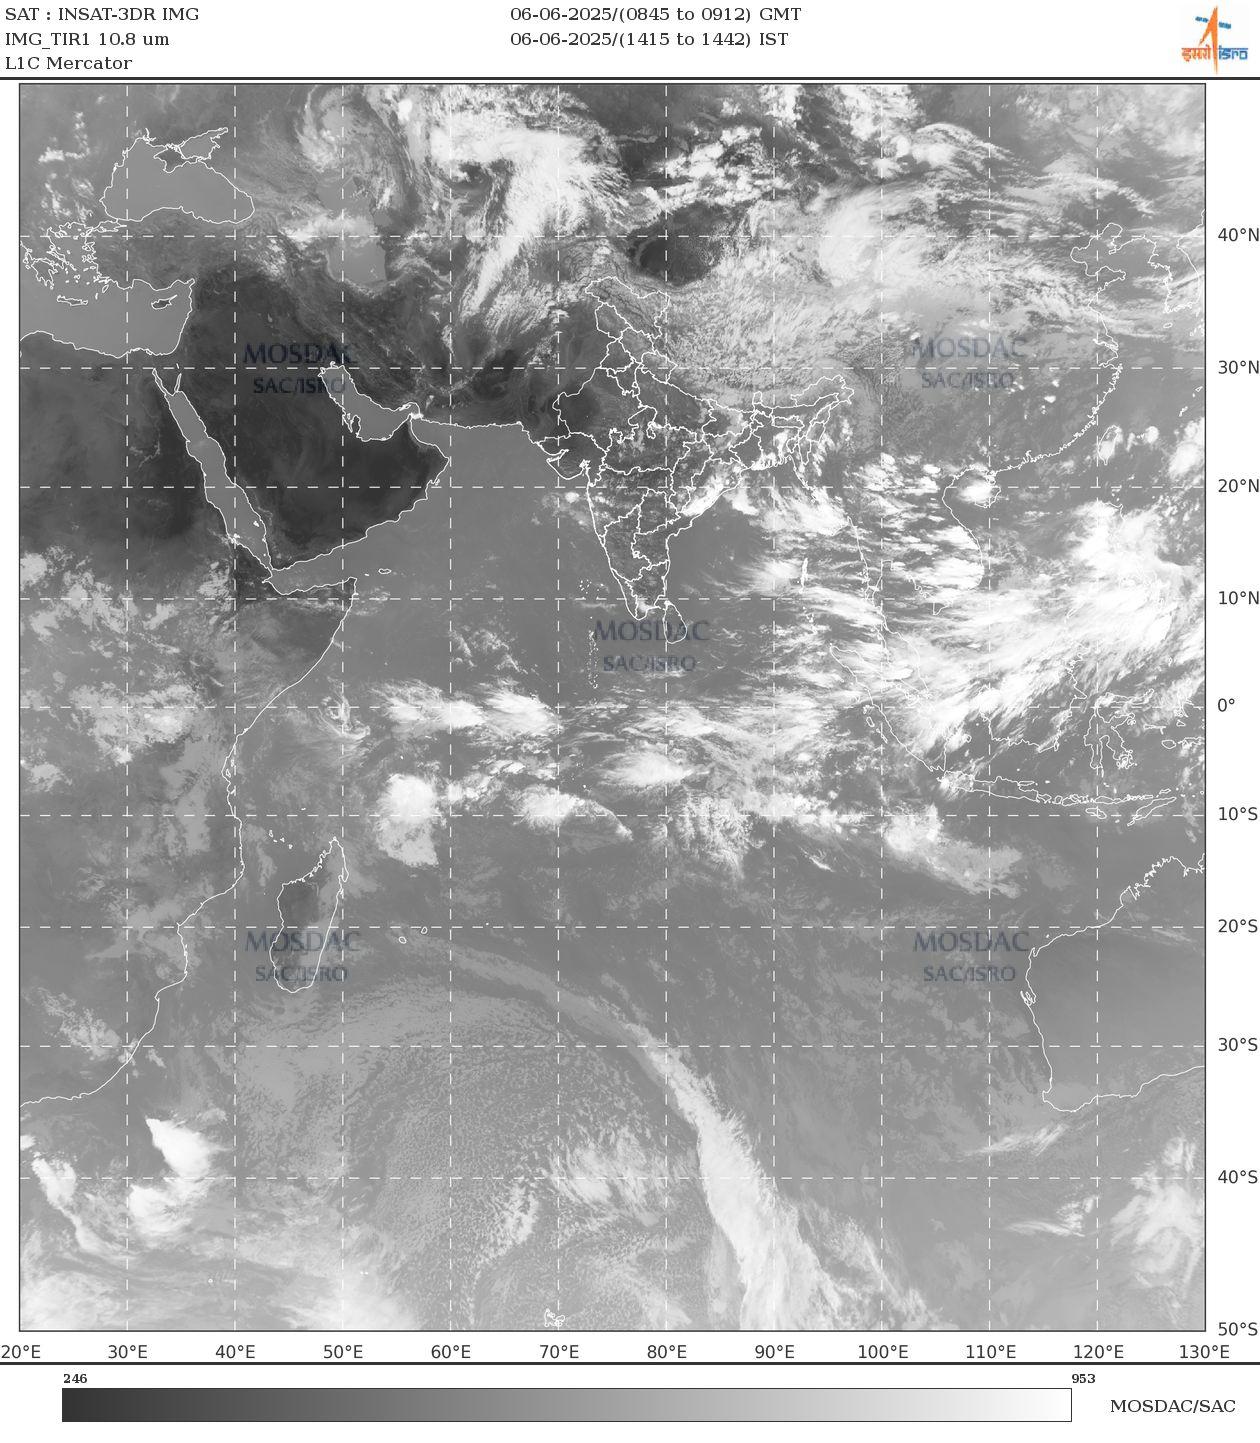 SAT : INSAT-3DR IMG
06-06-2025/(0845 to 0912) GMT
IMG_TIR1 10.8 um
06-06-2025/(1415 to 1442) IST
L1C Mercator
इसरो isro
40°N
MOSDAC
SAC/ISRO
MOSDAC
SAC/ISRO
30°N
20°N
10°N
MOSDAC
SAC/ISRO
0°
10°S
20°S
MOSDAC
SAC/ISRO
MOSDAC
SAC/ISRO
30°S
40°S
50°S
20°E 30°E 40°E 50°E 60°E 70°E 80°E 90°E 100°E 110°E 120°E 130°E
246 953
MOSDAC/SAC